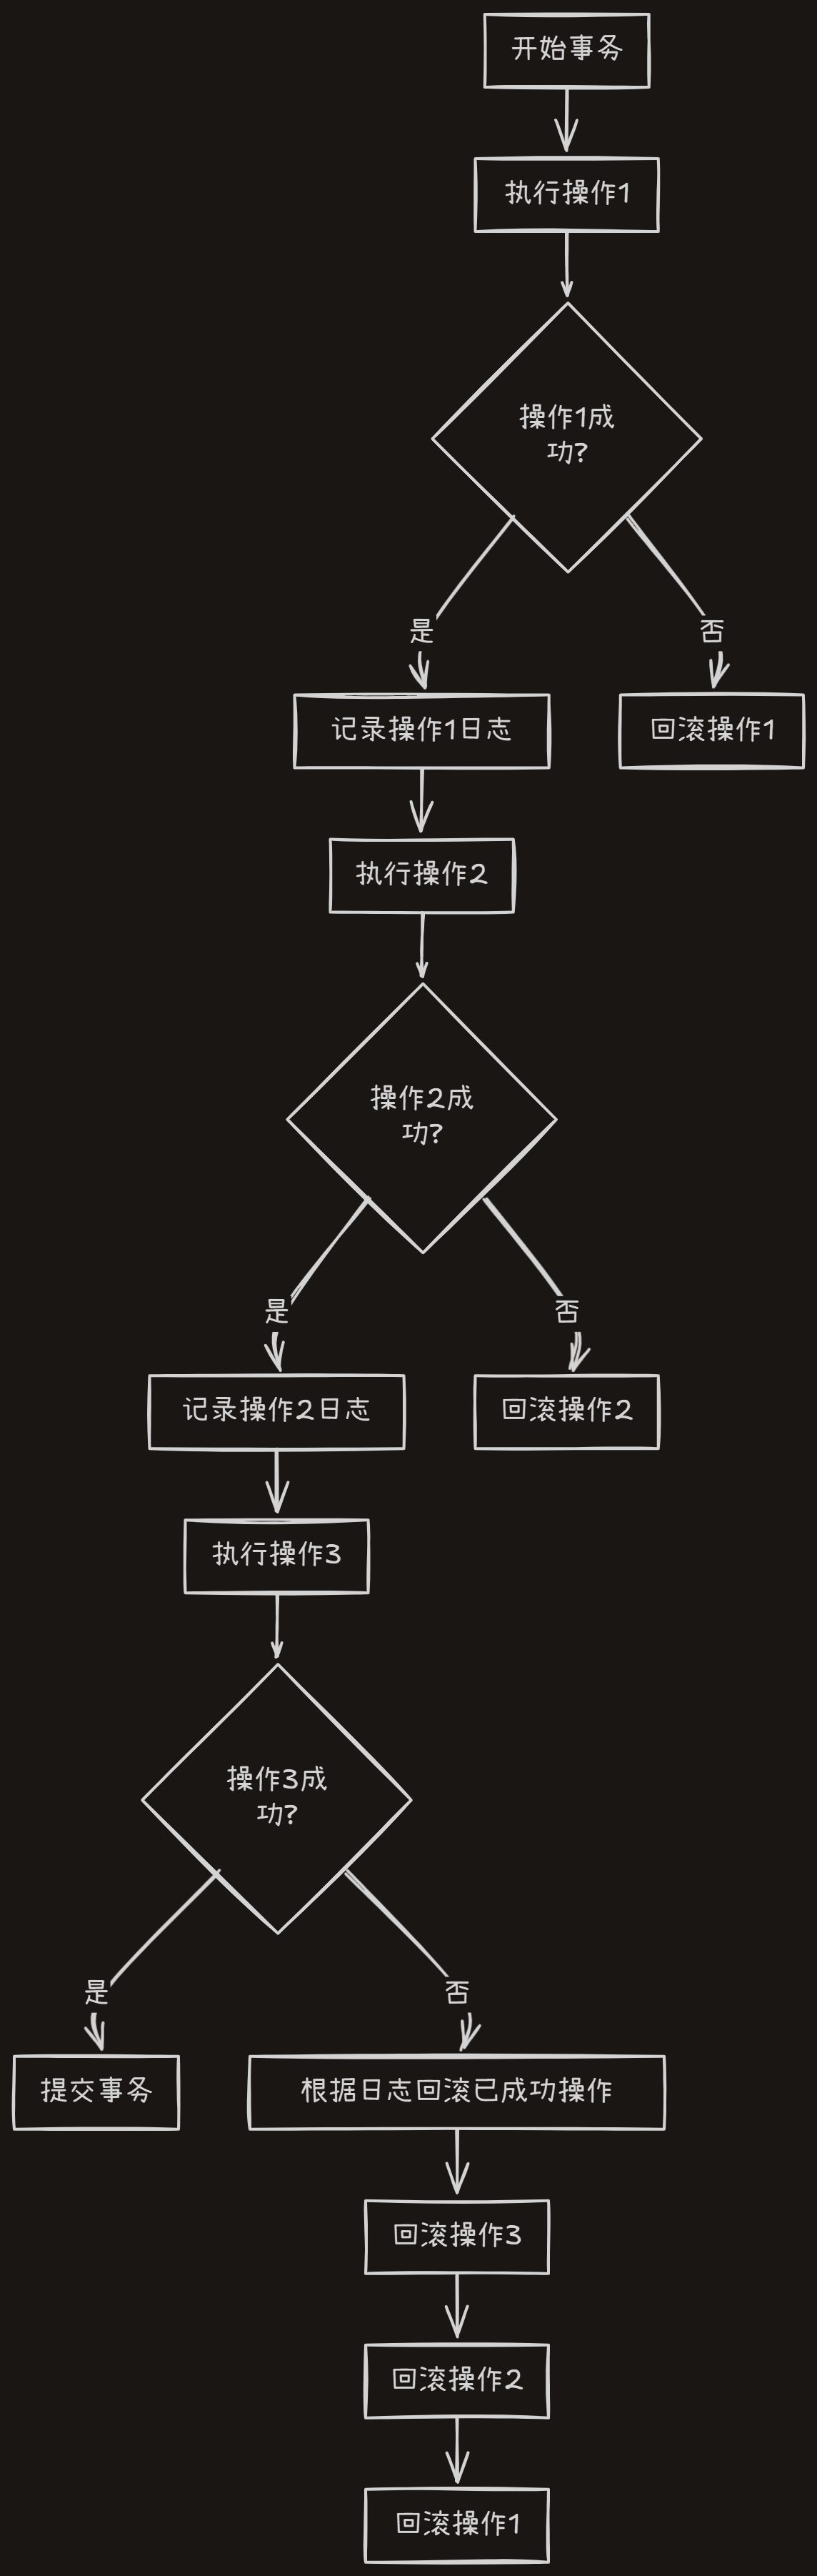 开始事务
执行操作1
操作1成
功?
是
否
记录操作1日志
回滚操作1
执行操作2
操作2成
功?
是
否
记录操作2日志
回滚操作2
执行操作3
操作3成
功?
是
否
提交事务
根据日志回滚已成功操作
回滚操作3
回滚操作2
回滚操作1